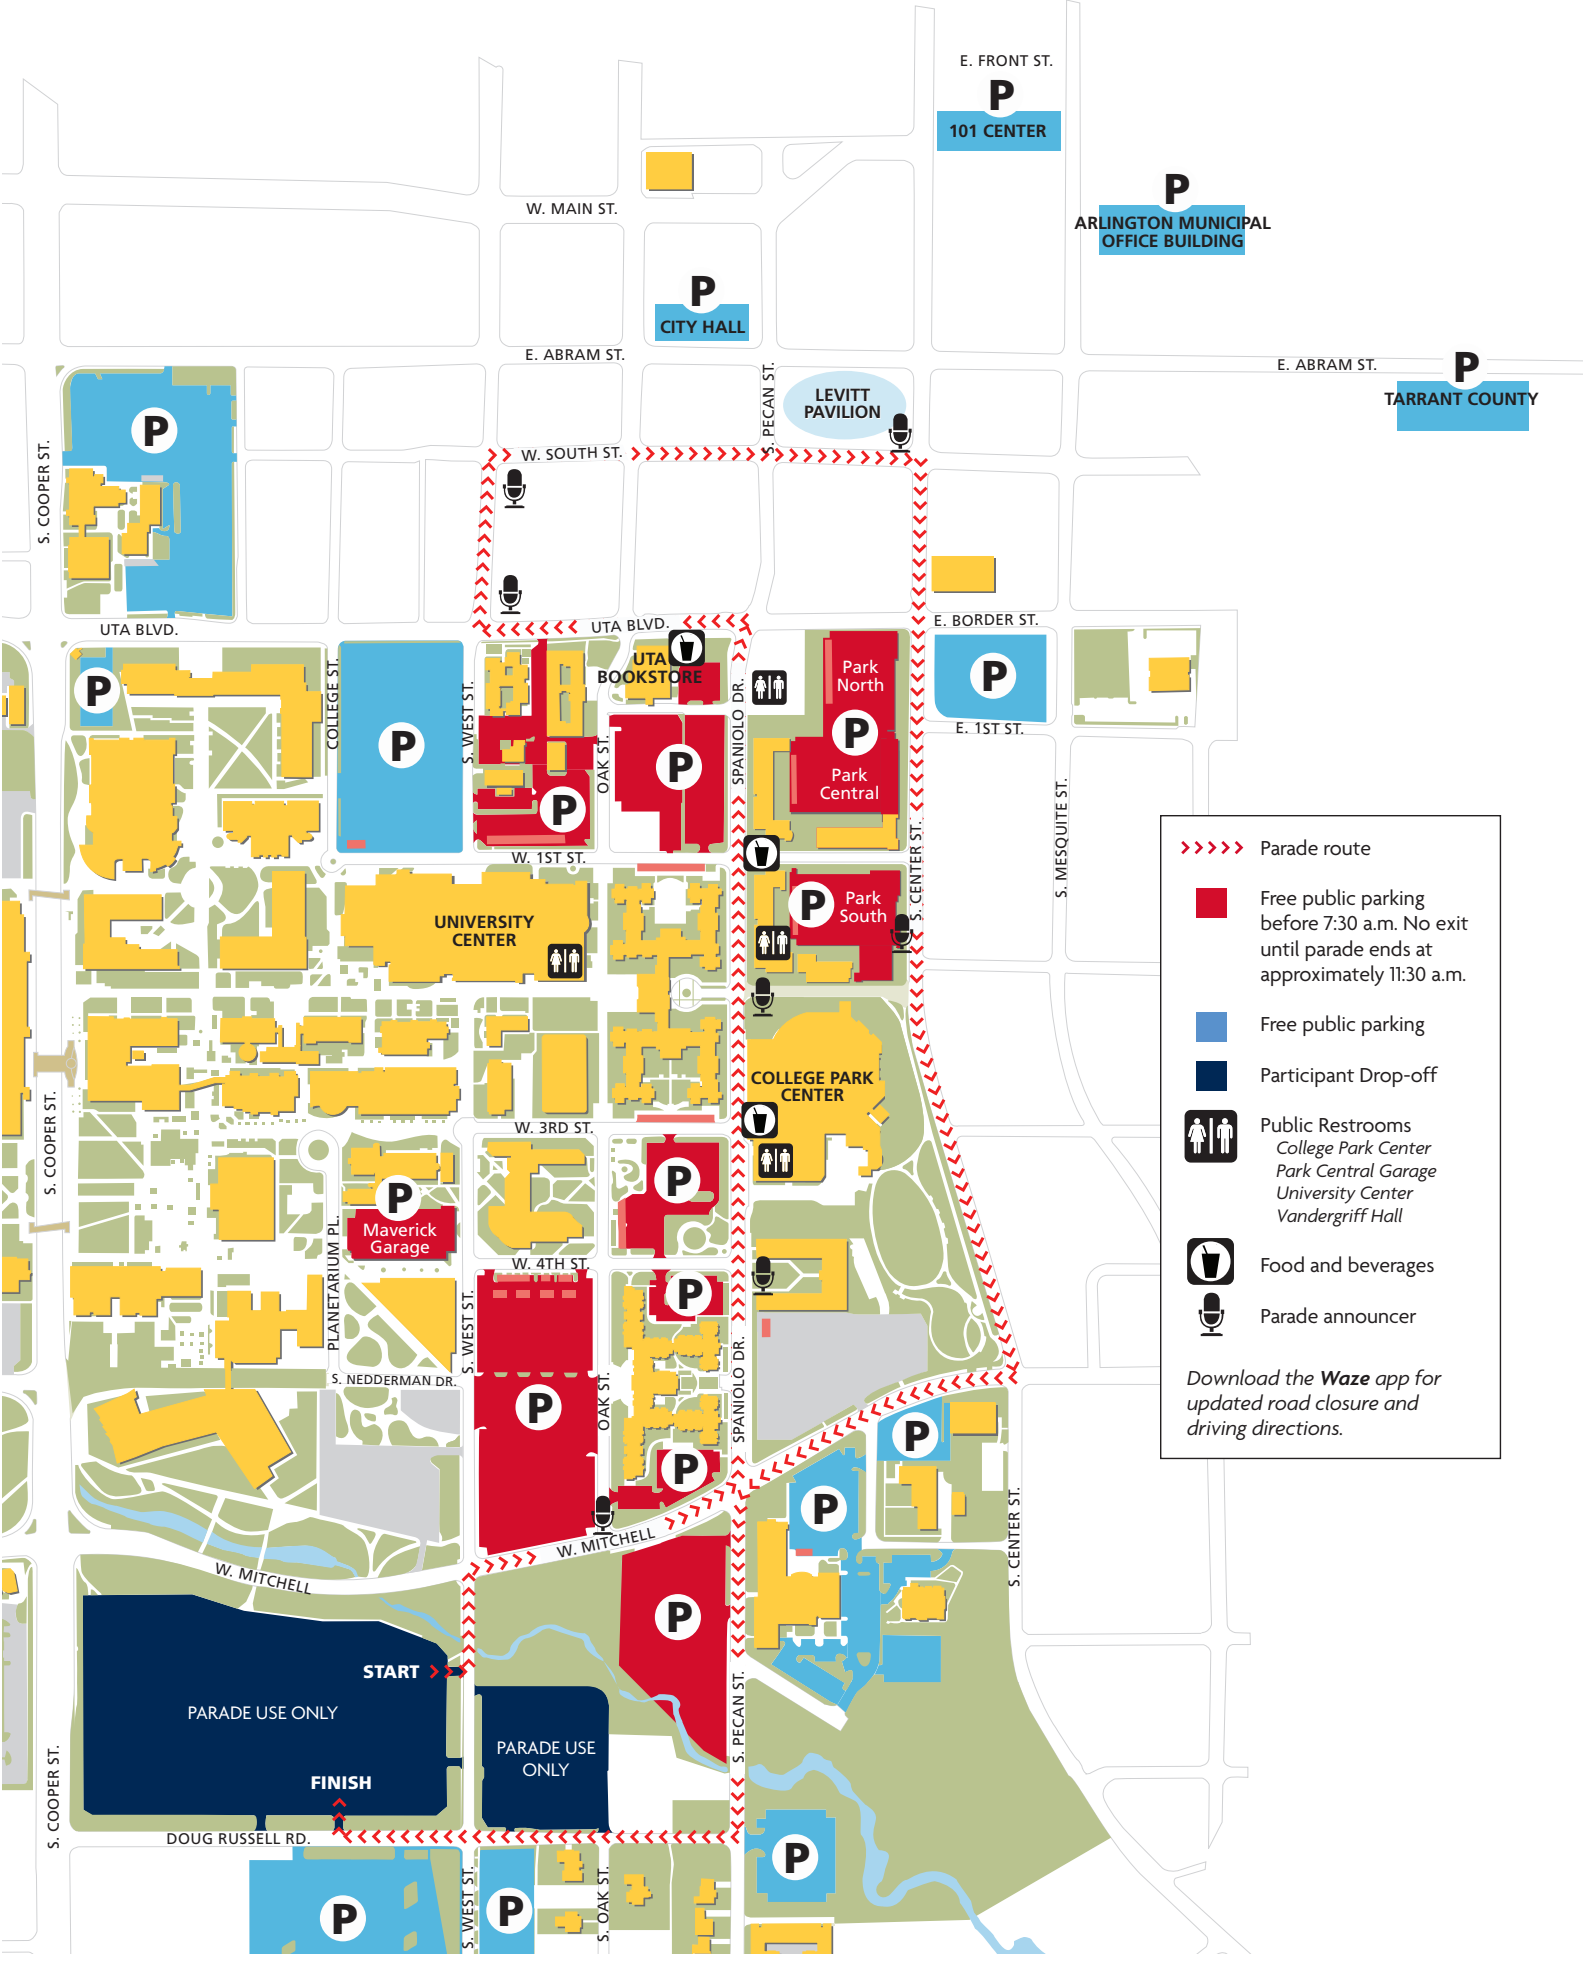 E. FRONT ST.
P
101 CENTER
P
ARLINGTON MUNICIPAL
OFFICE BUILDING
W. MAIN ST.
P
CITY HALL
E. ABRAM ST.
E. ABRAM ST.
P
TARRANT COUNTY
S. PECAN ST.
LEVITT
PAVILION
P
S. COOPER ST.
W. SOUTH ST.
UTA BLVD.
UTA BLVD.
E. BORDER ST.
P
COLLEGE ST.
P
S. WEST ST.
UTA
BOOKSTORE
OAK ST.
P
P
SPANIOLO DR.
Park
North
P
Park
Central
P
E. 1ST ST.
S. MESQUITE ST.
W. 1ST ST.
S. CENTER ST.
UNIVERSITY
CENTER
P
Park
South
Parade route
Free public parking
before 7:30 a.m. No exit
until parade ends at
approximately 11:30 a.m.
Free public parking
Participant Drop-off
Public Restrooms
College Park Center
Park Central Garage
University Center
Vandergriff Hall
Food and beverages
Parade announcer
Download the Waze app for
updated road closure and
driving directions.
COLLEGE PARK
CENTER
S. COOPER ST.
W. 3RD ST.
P
P
Maverick
Garage
PLANETARIUM PL.
W. 4TH ST.
P
S. WEST ST.
S. NEDDERMAN DR.
P
OAK ST.
SPANIOLO DR.
P
P
P
W. MITCHELL
W. MITCHELL
S. CENTER ST.
P
START
PARADE USE ONLY
PARADE USE
ONLY
S. PECAN ST.
FINISH
S. COOPER ST.
DOUG RUSSELL RD.
P
S. WEST ST.
P
S. OAK ST.
P